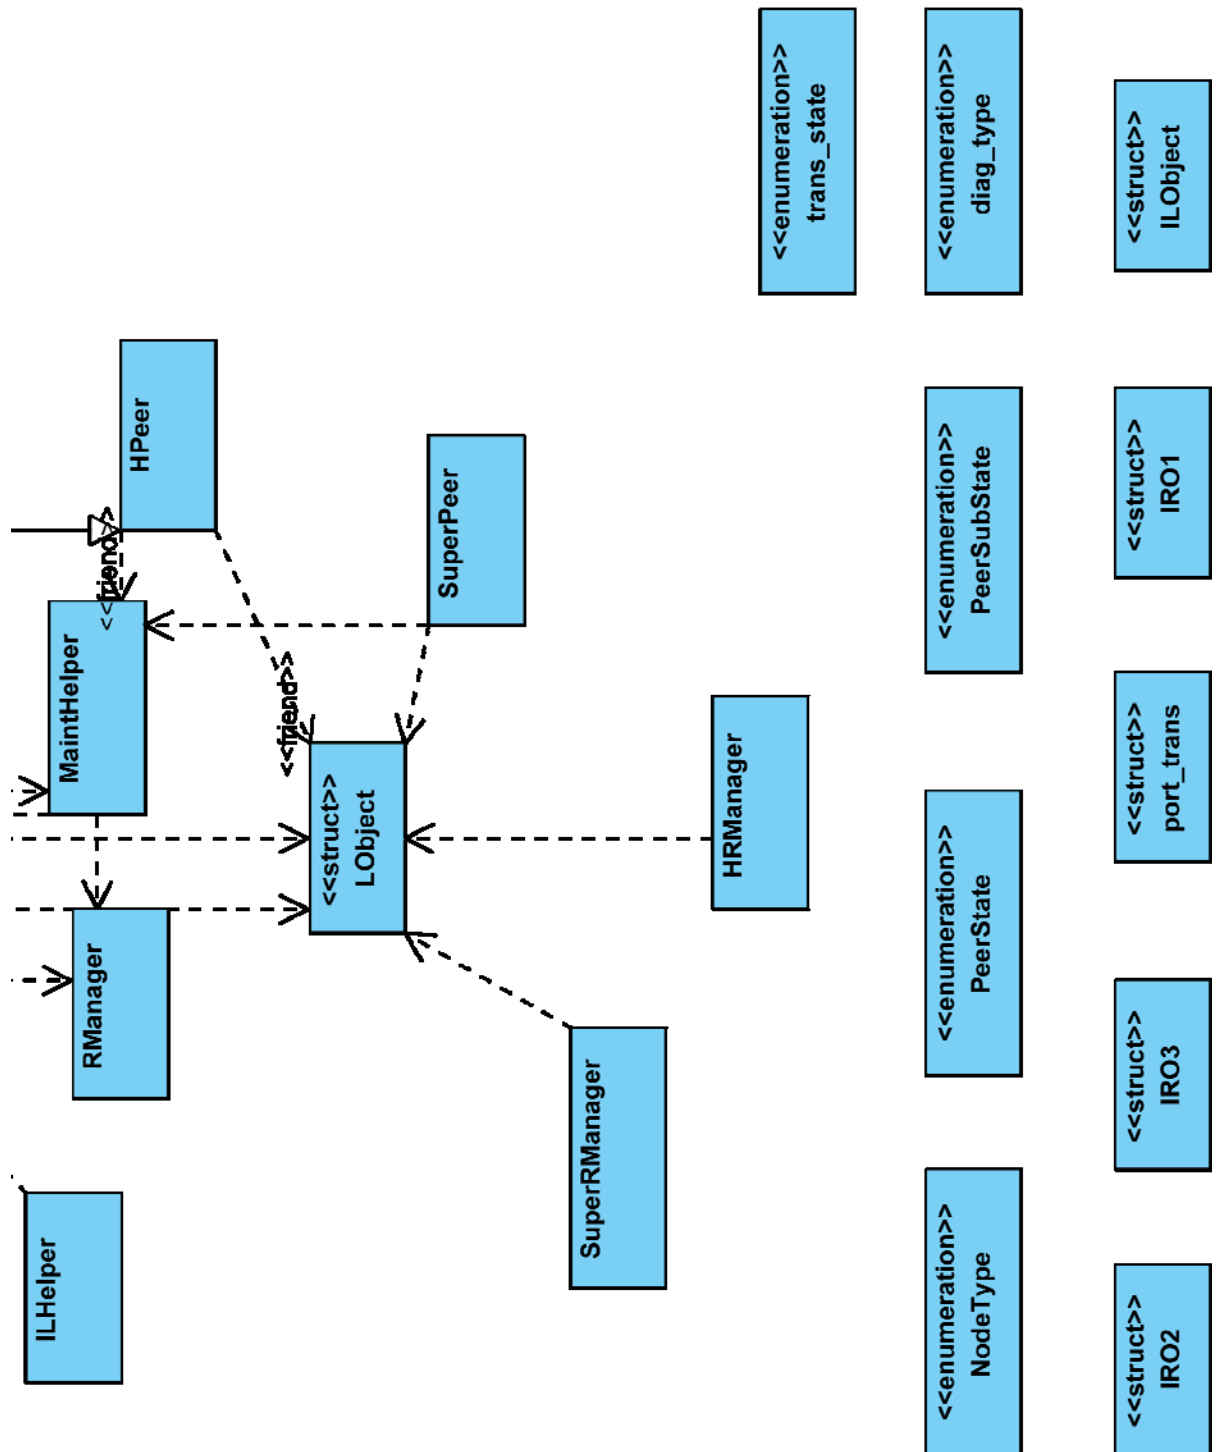 ILHelper
RManager
MaintHelper
<<friend>>
HPeer
<<struct>>
LObject
<<friend>>
SuperPeer
SuperRManager
HRManager
<<enumeration>>
trans_state
<<enumeration>>
NodeType
<<enumeration>>
PeerState
<<enumeration>>
PeerSubState
<<enumeration>>
diag_type
<<struct>>
IRO2
<<struct>>
IRO3
<<struct>>
port_trans
<<struct>>
IRO1
<<struct>>
ILObject